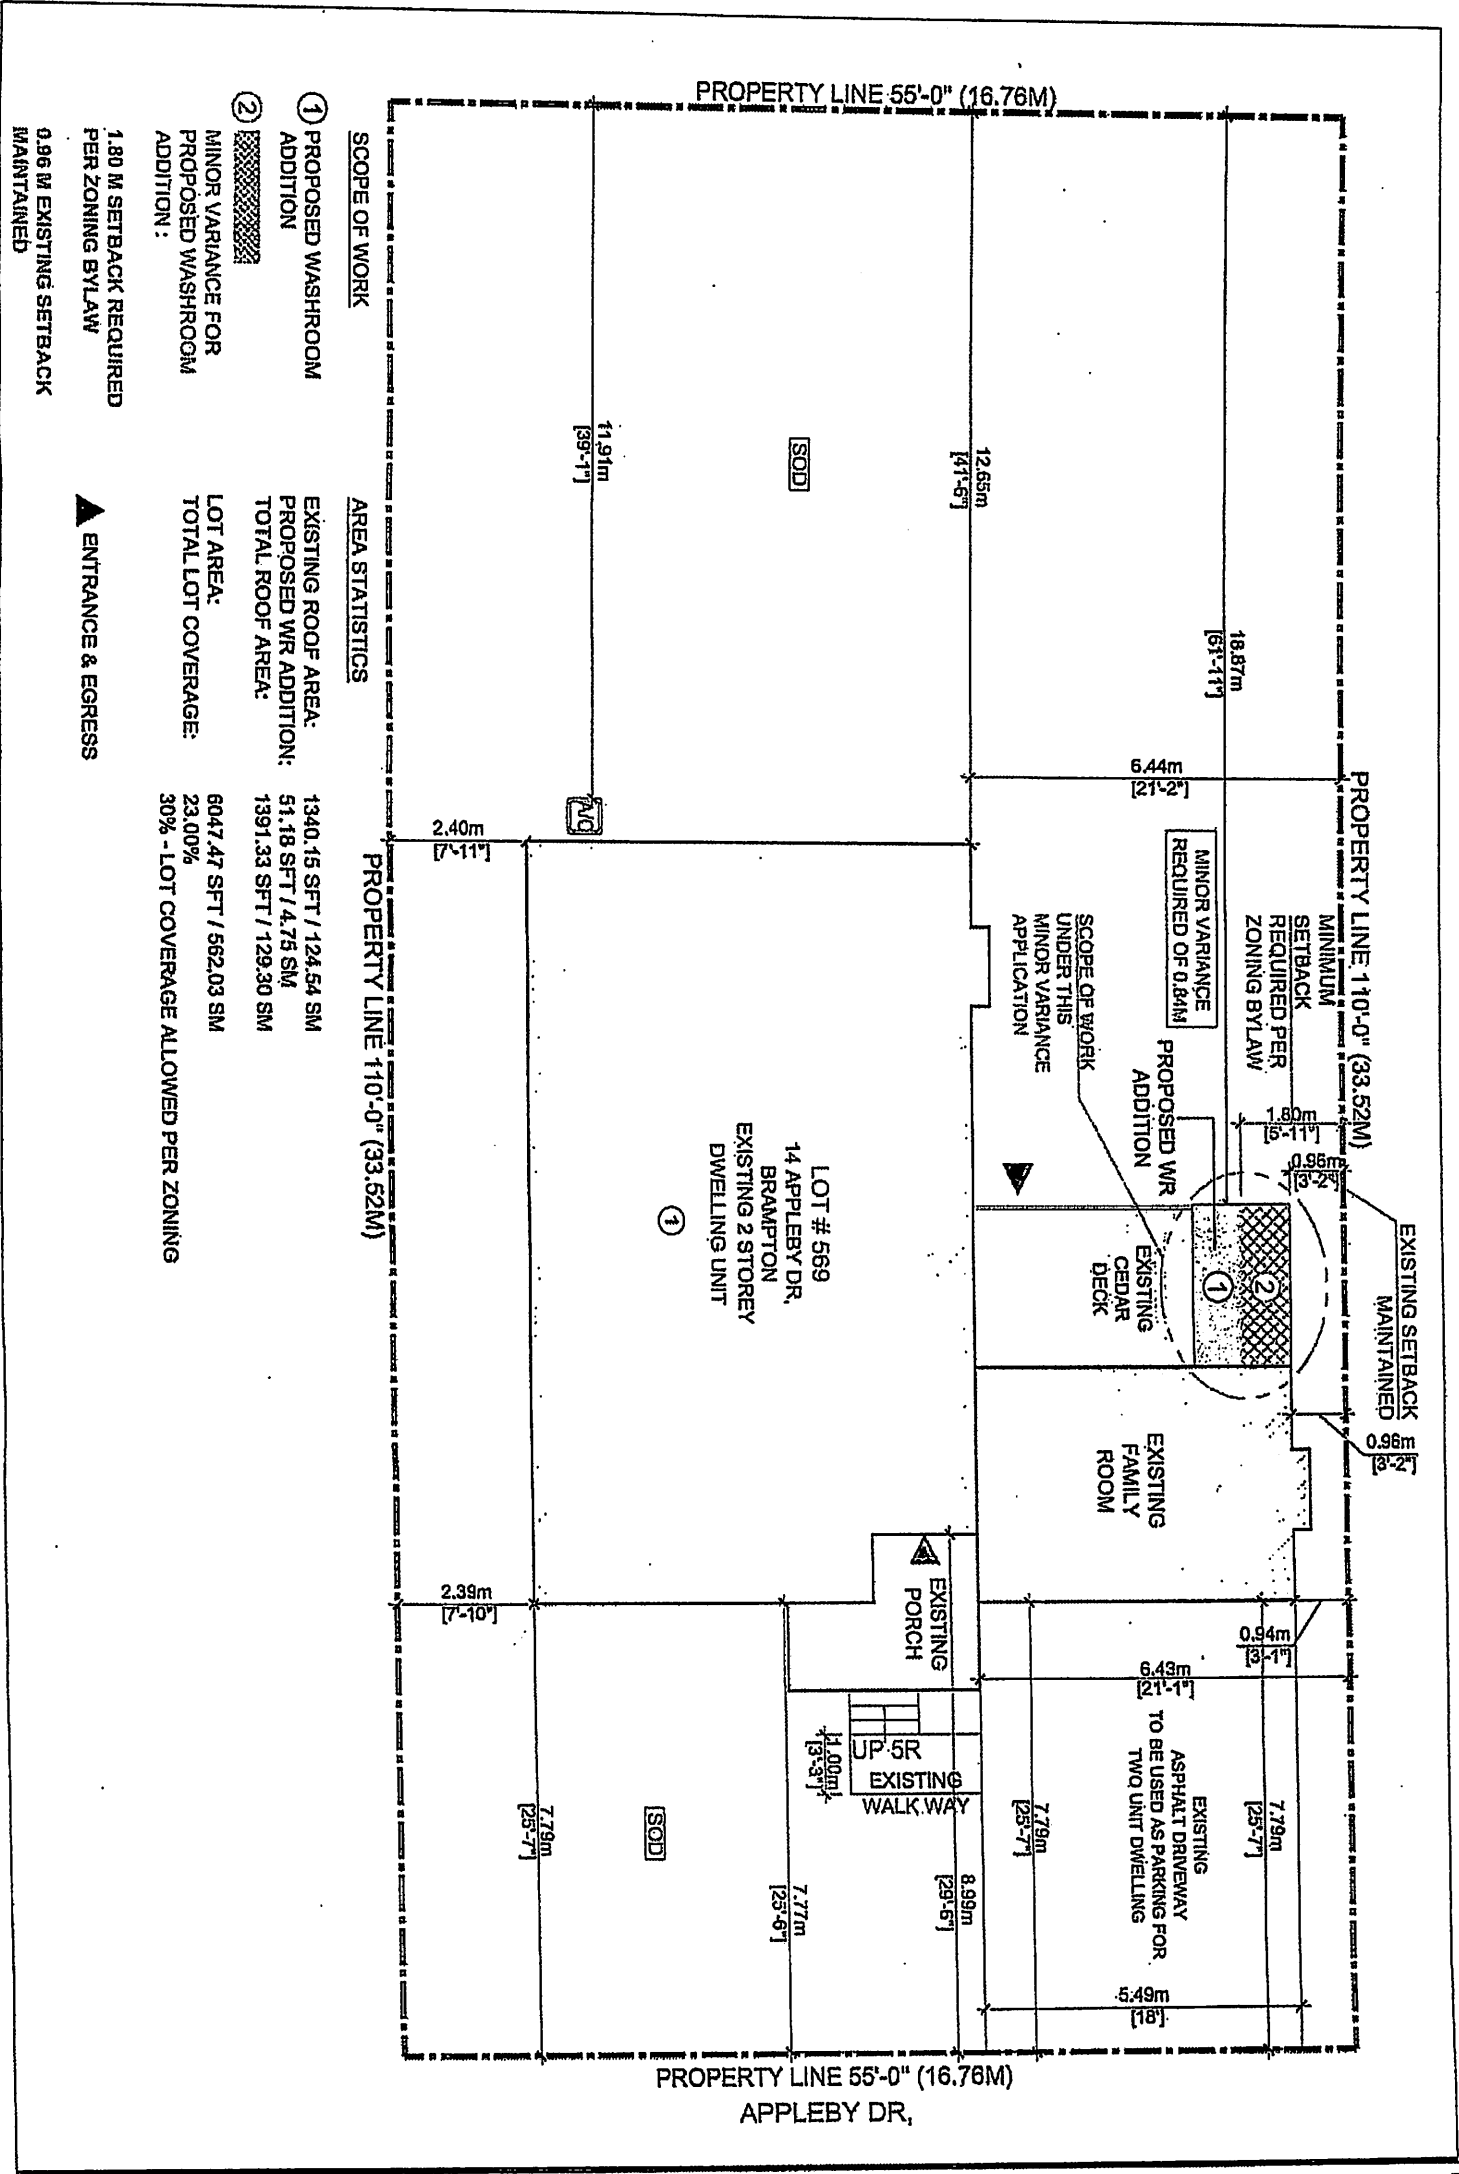 PROPERTY LINE 55'-0" (16.76M)
PROPERTY LINE 110'-0" (33.52M)
18.87m
[61'-11"]
12.65m
[41'-6"]
11.91m
[39'-1"]
SOD
6.44m
[21'-2"]
A/C
2.40m
[7'-11"]
MINIMUM
SETBACK
REQUIRED PER
ZONING BYLAW
MINOR VARIANCE
REQUIRED OF 0.84M
SCOPE OF WORK
UNDER THIS
MINOR VARIANCE
APPLICATION
PROPOSED WR
ADDITION
1.80m
[5'-11"]
0.96m
[3'-2"]
EXISTING SETBACK
MAINTAINED
0.96m
[3'-2"]
2
1
EXISTING
CEDAR
DECK
EXISTING
FAMILY
ROOM
LOT # 569
14 APPLEBY DR,
BRAMPTON
EXISTING 2 STOREY
DWELLING UNIT
1
EXISTING
PORCH
0.94m
[3'-1"]
6.43m
[21'-1"]
2.39m
[7'-10"]
UP 5R
EXISTING
WALK WAY
1.00m
[3'-3"]
EXISTING
ASPHALT DRIVEWAY
TO BE USED AS PARKING FOR
TWO UNIT DWELLING
7.79m
[25'-7"]
7.79m
[25'-7"]
8.99m
[29'-6"]
7.77m
[25'-6"]
7.79m
[25'-7"]
SOD
5.49m
[18']
PROPERTY LINE 55'-0" (16.76M)
APPLEBY DR,
PROPERTY LINE 110'-0" (33.52M)
SCOPE OF WORK
1 PROPOSED WASHROOM
ADDITION
2
MINOR VARIANCE FOR
PROPOSED WASHROOM
ADDITION :
1.80 M SETBACK REQUIRED
PER ZONING BYLAW
0.96 M EXISTING SETBACK
MAINTAINED
AREA STATISTICS
EXISTING ROOF AREA: 1340.15 SFT / 124.54 SM
PROPOSED WR ADDITION: 51.18 SFT / 4.75 SM
TOTAL ROOF AREA: 1391.33 SFT / 129.30 SM
LOT AREA: 6047.47 SFT / 562.03 SM
TOTAL LOT COVERAGE: 23.00%
30% - LOT COVERAGE ALLOWED PER ZONING
ENTRANCE & EGRESS